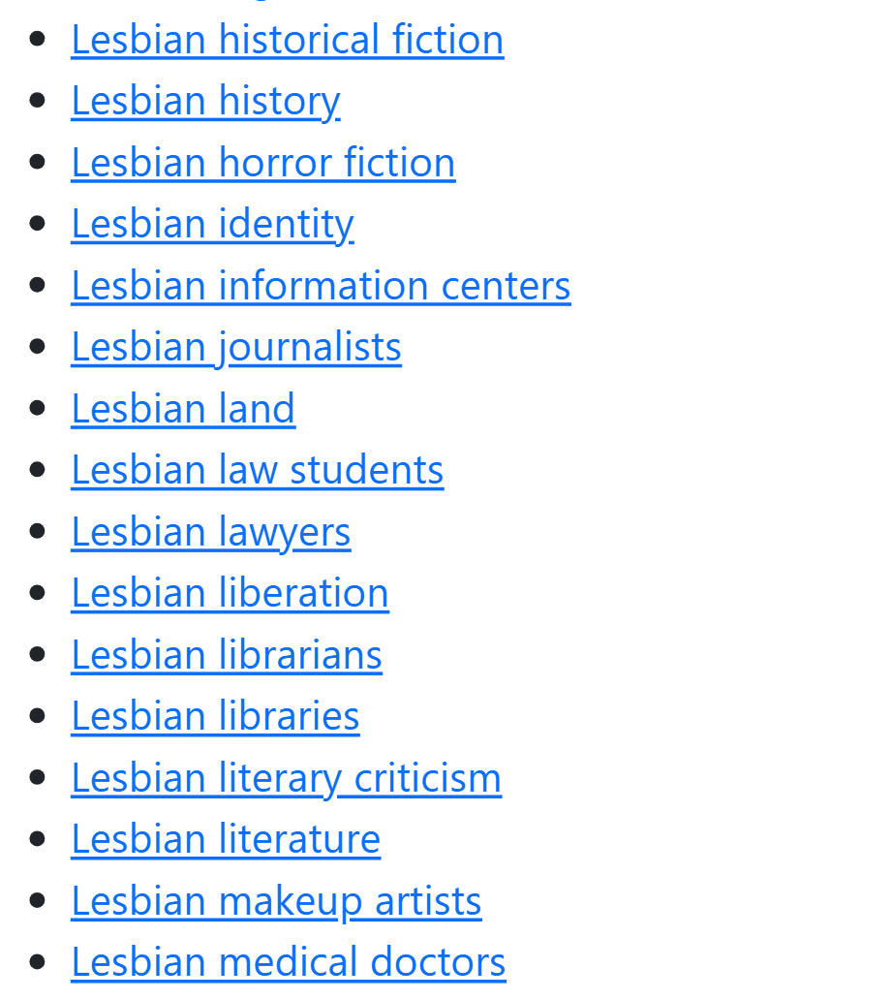 Lesbian historical fiction
Lesbian history
Lesbian horror fiction
Lesbian identity
Lesbian information centers
Lesbian journalists
Lesbian land
Lesbian law students
Lesbian lawyers
Lesbian liberation
Lesbian librarians
Lesbian libraries
Lesbian literary criticism
Lesbian literature
Lesbian makeup artists
Lesbian medical doctors